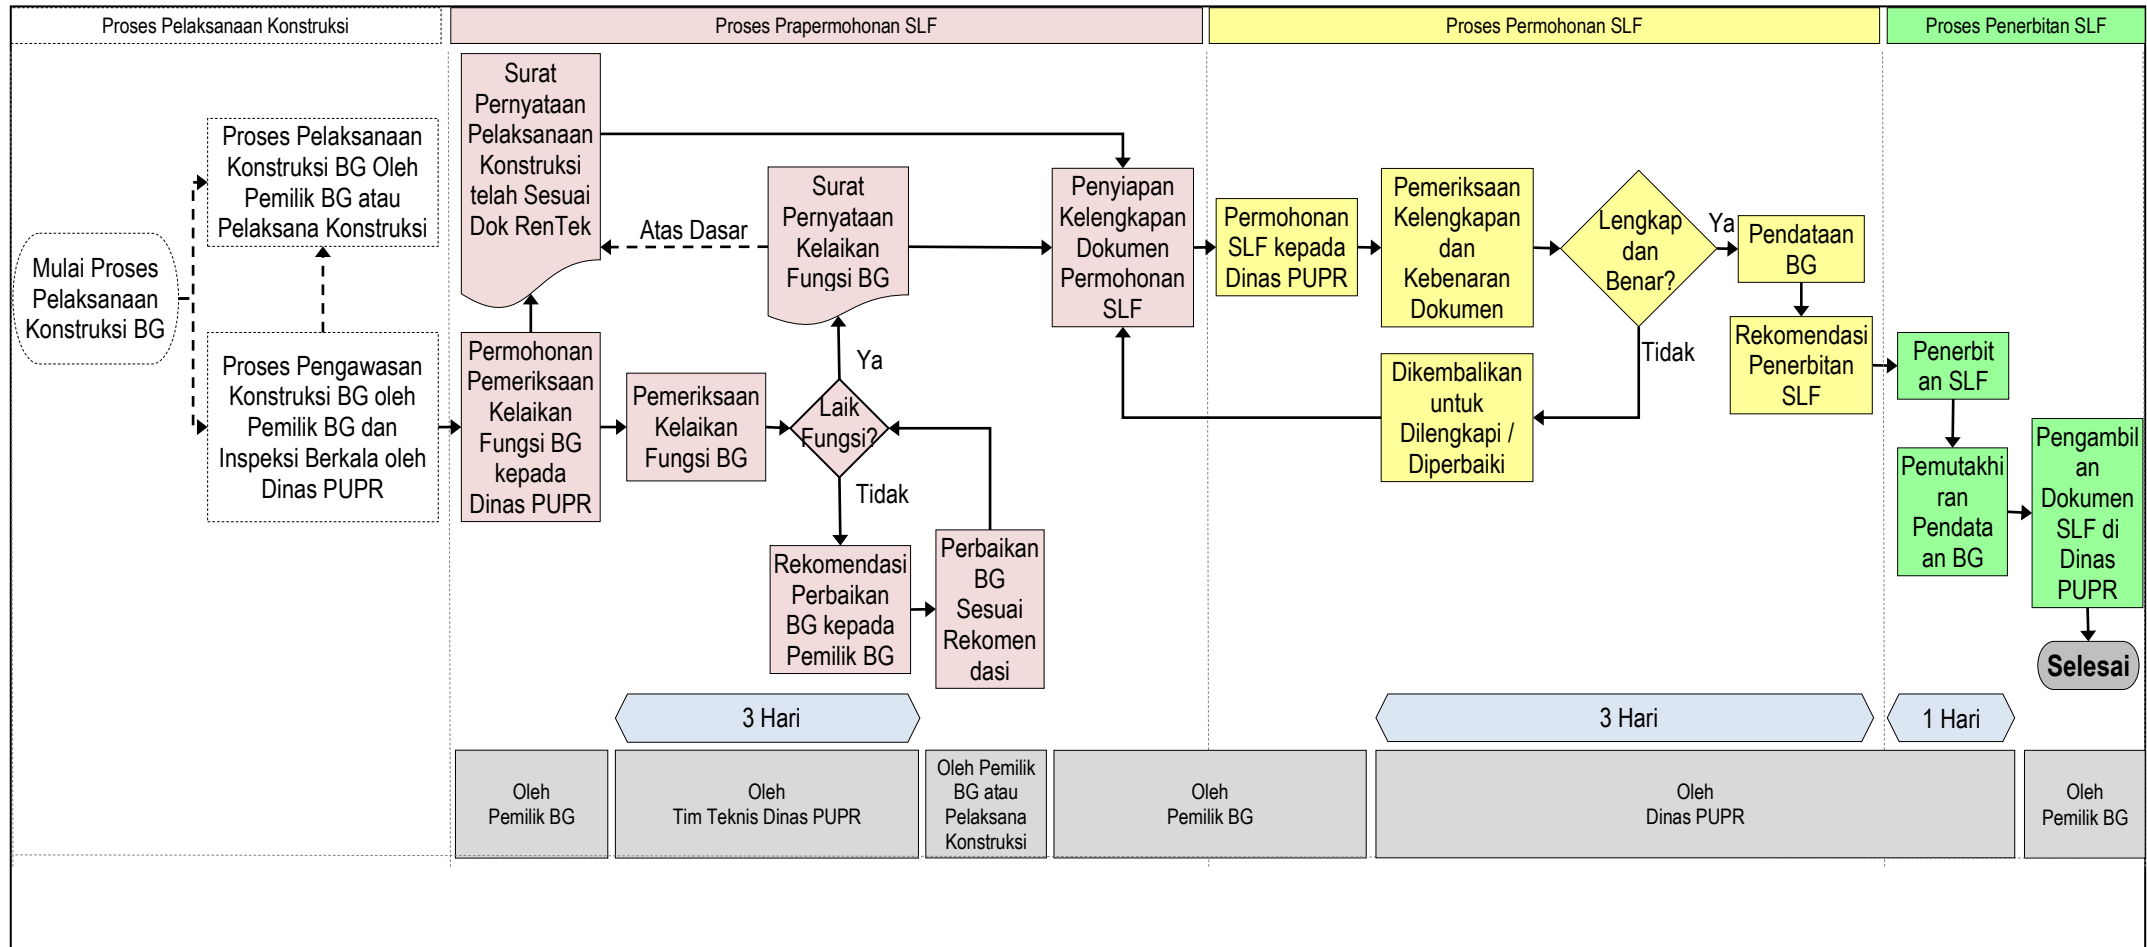 Proses Pelaksanaan Konstruksi
Proses Prapermohonan SLF
Proses Permohonan SLF
Proses Penerbitan SLF
Mulai Proses
Pelaksanaan
Konstruksi BG
Proses Pelaksanaan
Konstruksi BG Oleh
Pemilik BG atau
Pelaksana Konstruksi
Proses Pengawasan
Konstruksi BG oleh
Pemilik BG dan
Inspeksi Berkala oleh
Dinas PUPR
Surat
Pernyataan
Pelaksanaan
Konstruksi
telah Sesuai
Dok RenTek
Permohonan
Pemeriksaan
Kelaikan
Fungsi BG
kepada
Dinas PUPR
Pemeriksaan
Kelaikan
Fungsi BG
Atas Dasar
Surat
Pernyataan
Kelaikan
Fungsi BG
Ya
Laik
Fungsi?
Tidak
Rekomendasi
Perbaikan
BG kepada
Pemilik BG
Perbaikan
BG
Sesuai
Rekomen
dasi
Penyiapan
Kelengkapan
Dokumen
Permohonan
SLF
Permohonan
SLF kepada
Dinas PUPR
Pemeriksaan
Kelengkapan
dan
Kebenaran
Dokumen
Lengkap
dan
Benar?
Ya
Tidak
Dikembalikan
untuk
Dilengkapi /
Diperbaiki
Pendataan
BG
Rekomendasi
Penerbitan
SLF
Penerbit
an SLF
Pemutakhi
ran
Pendata
an BG
Pengambil
an
Dokumen
SLF di
Dinas
PUPR
Selesai
3 Hari
3 Hari
1 Hari
Oleh
Pemilik BG
Oleh
Tim Teknis Dinas PUPR
Oleh Pemilik
BG atau
Pelaksana
Konstruksi
Oleh
Pemilik BG
Oleh
Dinas PUPR
Oleh
Pemilik BG